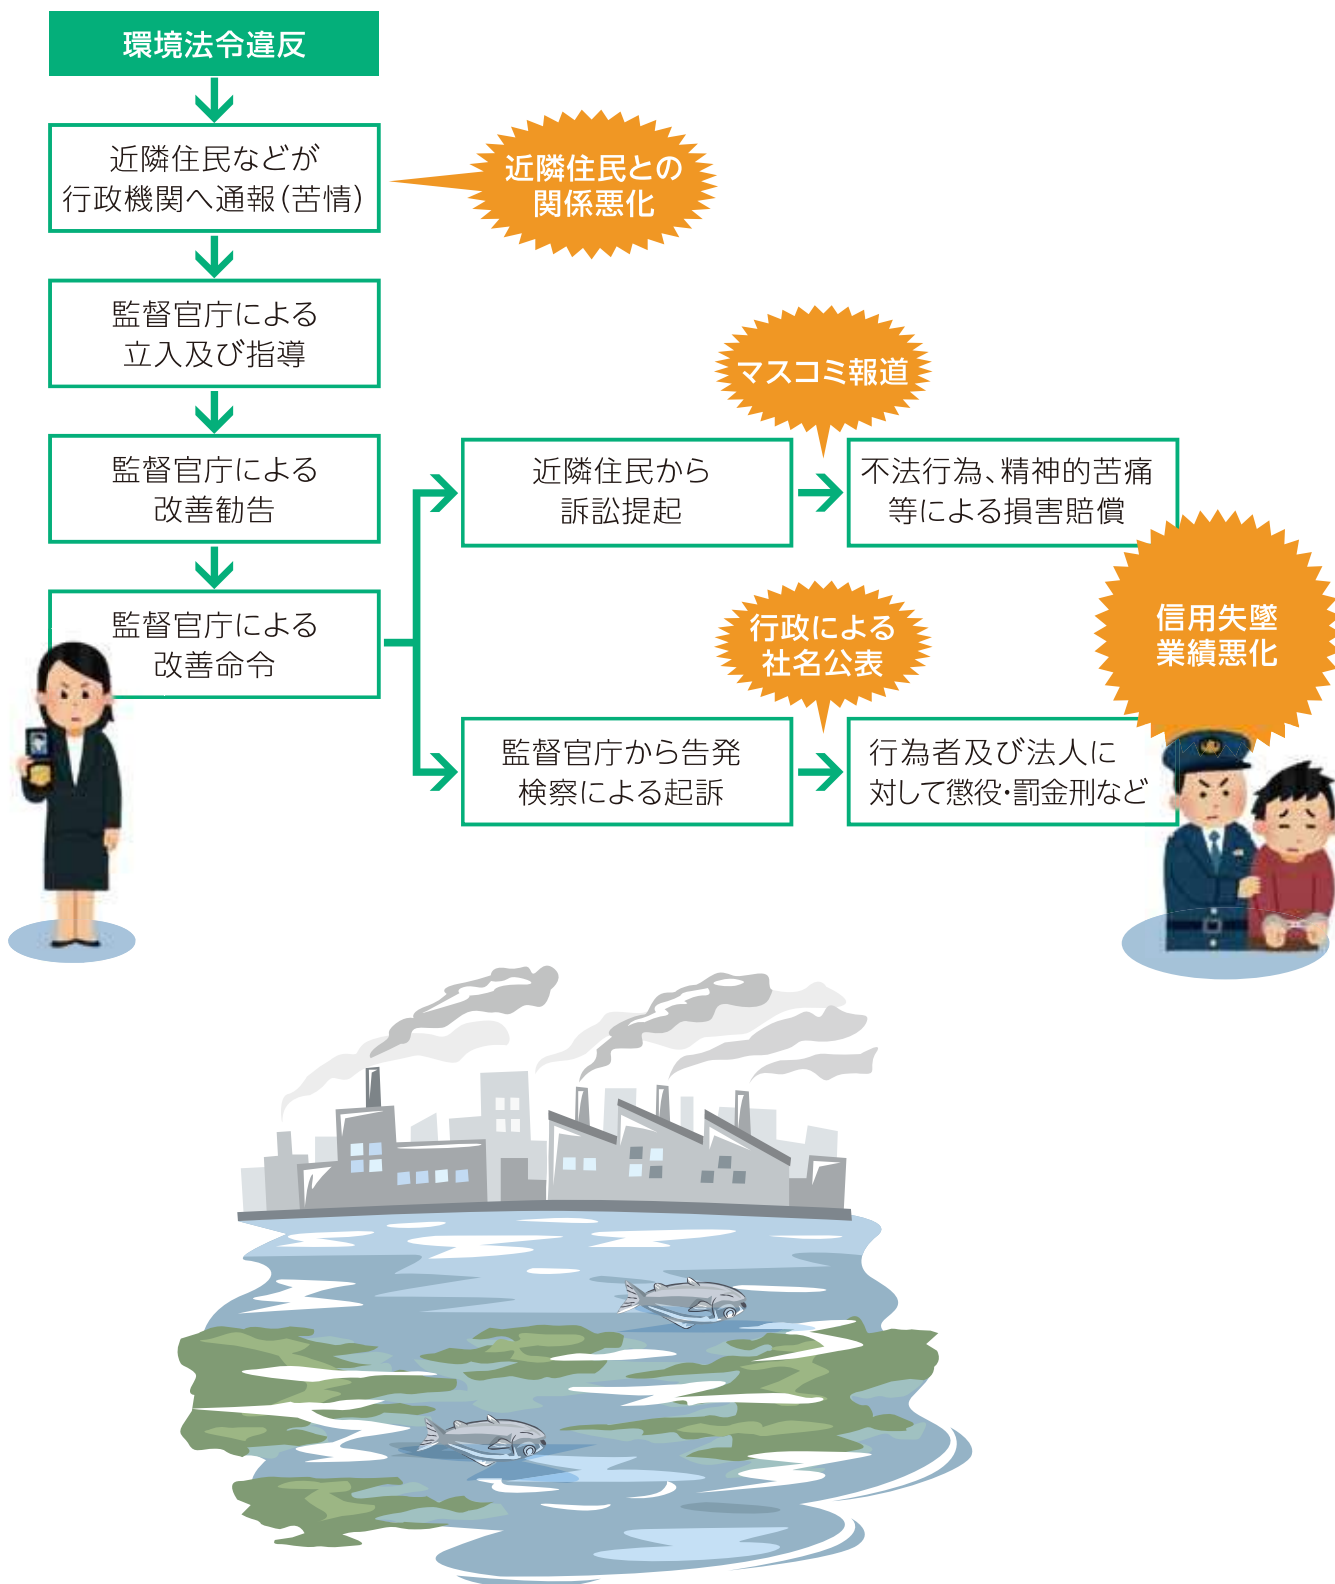 環境法令違反
近隣住民などが
行政機関へ通報(苦情)
近隣住民との
関係悪化
監督官庁による
立入及び指導
監督官庁による
改善勧告
監督官庁による
改善命令
マスコミ報道
近隣住民から
訴訟提起
不法行為、精神的苦痛
等による損害賠償
行政による
社名公表
監督官庁から告発
検察による起訴
行為者及び法人に
対して懲役・罰金刑など
信用失墜
業績悪化